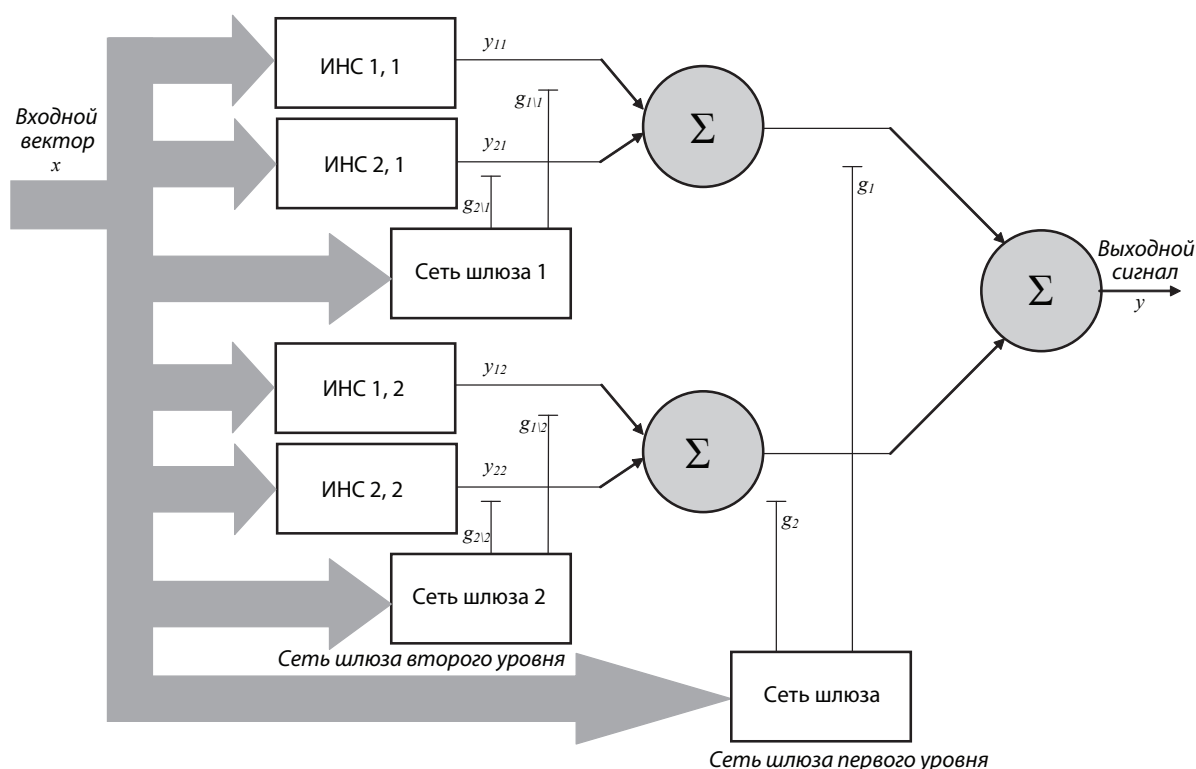 ИНС 1, 1
y11
g1\1
Входной
вектор
x
ИНС 2, 1
y21
g2\1
Σ
g1
Сеть шлюза 1
Выходной
сигнал
y
Σ
ИНС 1, 2
y12
g1\2
ИНС 2, 2
y22
g2\2
Σ
g2
Сеть шлюза 2
Сеть шлюза второго уровня
Сеть шлюза
Сеть шлюза первого уровня